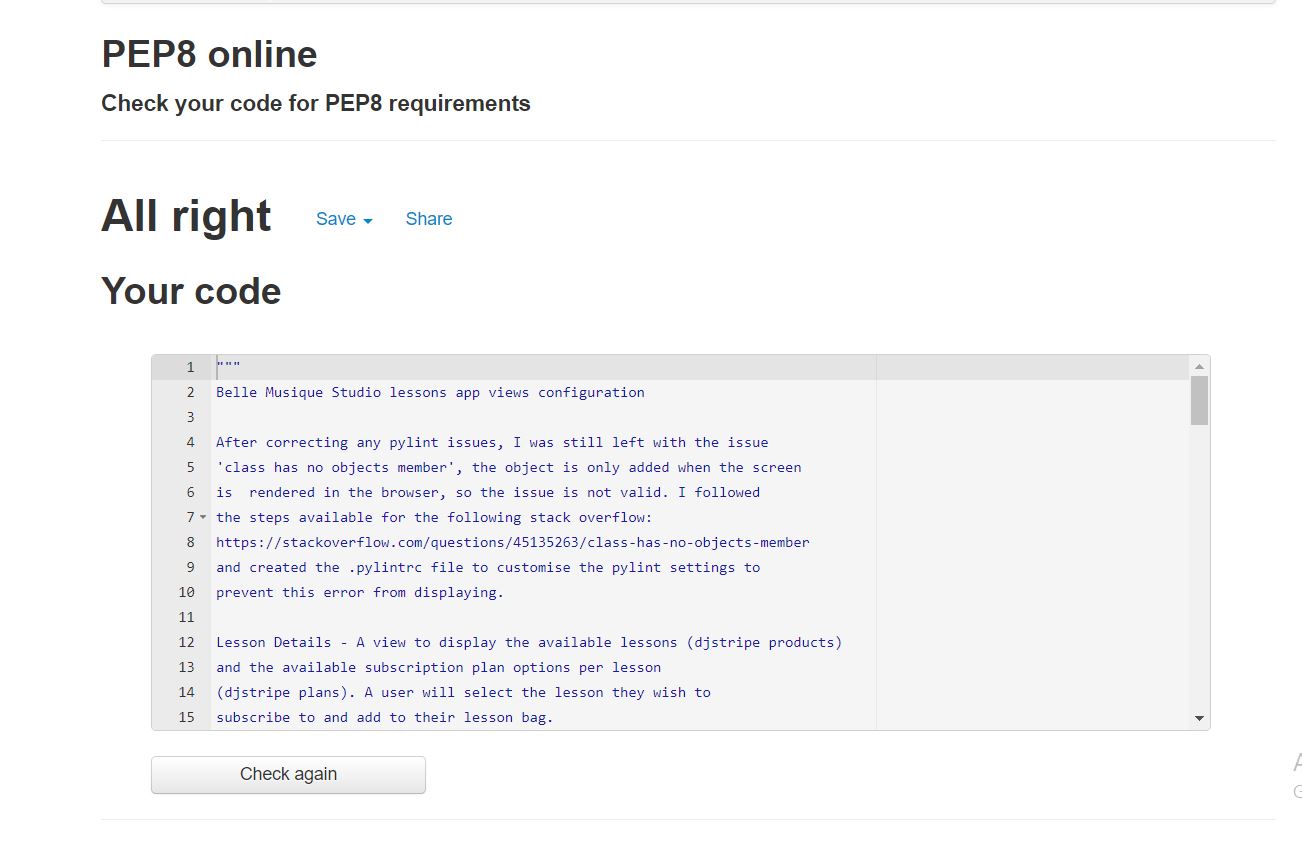 PEP8 online
Check your code for PEP8 requirements
All right Save Share
Your code
1 """
2 Belle Musique Studio lessons app views configuration
3
4 After correcting any pylint issues, I was still left with the issue
5 'class has no objects member', the object is only added when the screen
6 is  rendered in the browser, so the issue is not valid. I followed
7 the steps available for the following stack overflow:
8 https://stackoverflow.com/questions/45135263/class-has-no-objects-member
9 and created the .pylintrc file to customise the pylint settings to
10 prevent this error from displaying.
11
12 Lesson Details - A view to display the available lessons (djstripe products)
13 and the available subscription plan options per lesson
14 (djstripe plans). A user will select the lesson they wish to
15 subscribe to and add to their lesson bag.
Check again